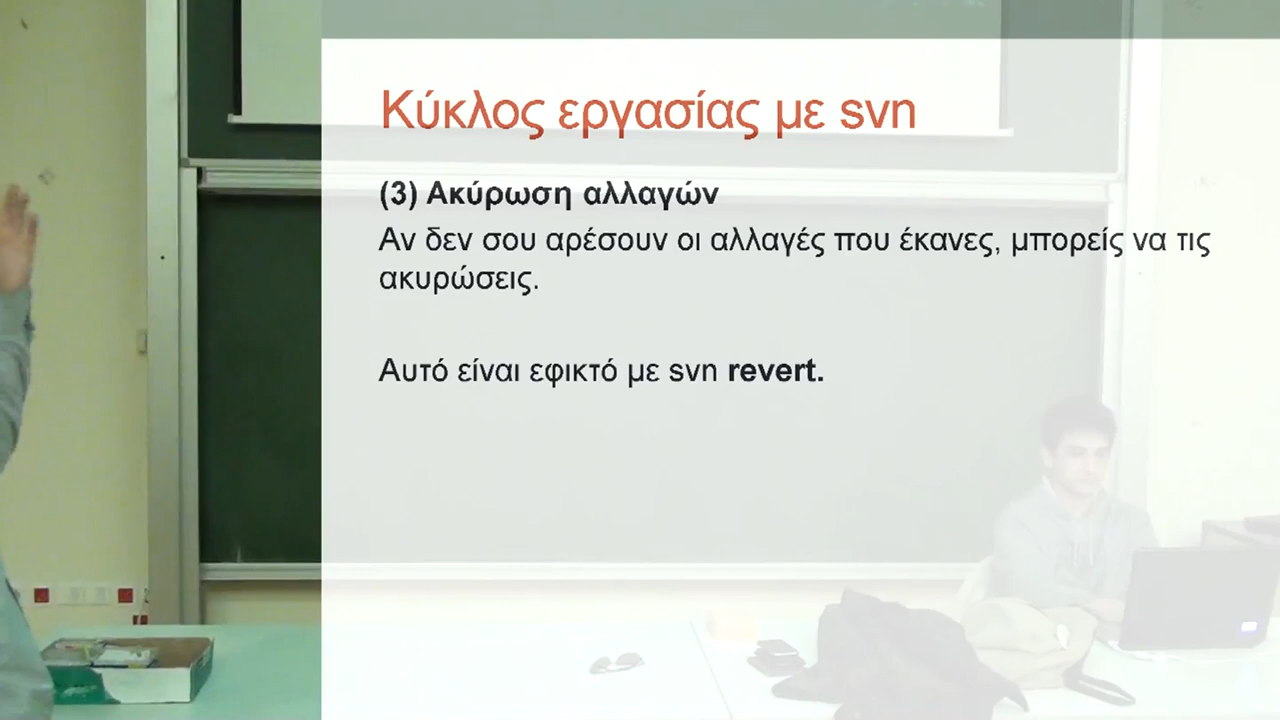 Κύκλος εργασίας με svn
(3) Ακύρωση αλλαγών
Αν δεν σου αρέσουν οι αλλαγές που έκανες, μπορείς να τις
ακυρώσεις.
Αυτό είναι εφικτό με svn revert.